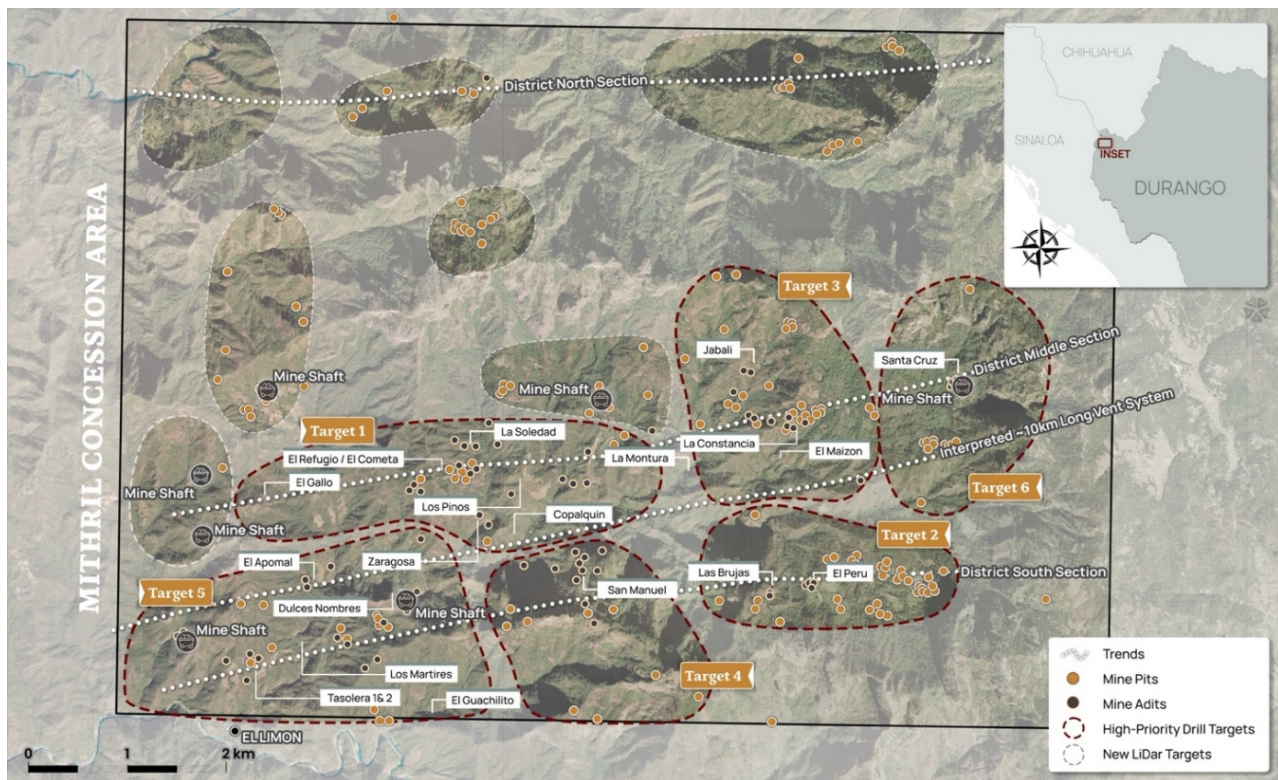 CHIHUAHUA
SINALOA
INSET
DURANGO
District North Section
MITHRIL CONCESSION AREA
Target 3
Jabali
Santa Cruz
District Middle Section
Mine Shaft
Mine Shaft
Mine Shaft
Interpreted ~10km Long Vent System
Target 1
La Soledad
La Constancia
El Refugio / El Cometa
La Montura
El Maizon
El Gallo
Mine Shaft
Target 6
Los Pinos
Copalquin
Mine Shaft
Target 2
El Apomal
Zaragosa
Las Brujas
El Peru
District South Section
Target 5
San Manuel
Dulces Nombres
Mine Shaft
Mine Shaft
Los Martires
Target 4
Tasolera 1& 2
El Guachilito
EL LIMON
0 1 2 km
Trends
Mine Pits
Mine Adits
High-Priority Drill Targets
New LiDar Targets